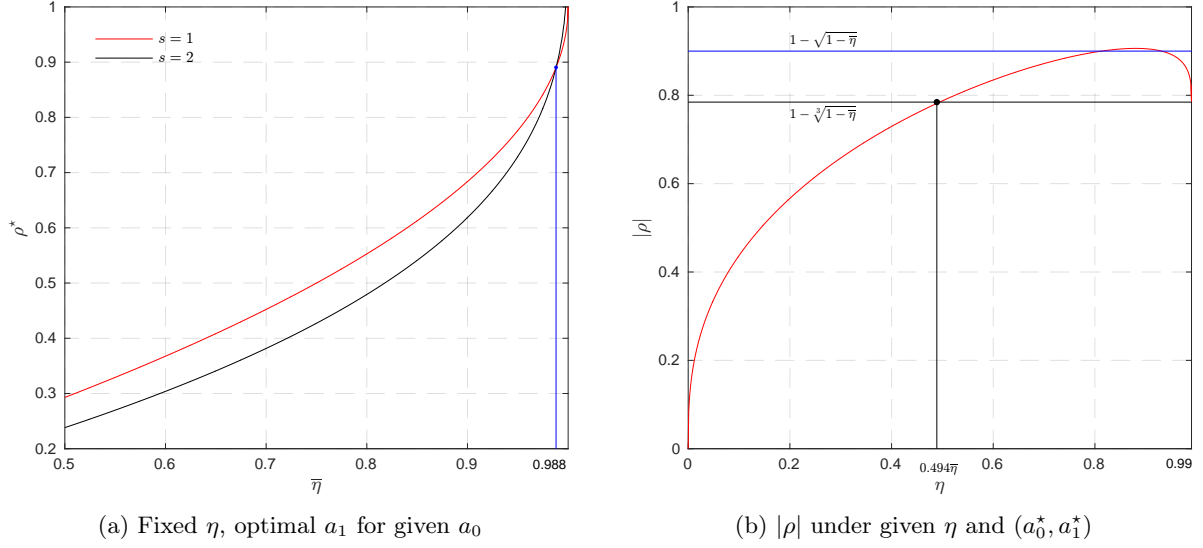 1
0.9
0.8
0.7
0.6
0.5
0.4
0.3
0.2
ρ⋆
s = 1
s = 2
0.5
0.6
0.7
0.8
0.9
0.988
η̅
(a) Fixed η, optimal a₁ for given a₀
1
0.8
0.6
0.4
0.2
0
|ρ|
1 − √(1−η̅)
1 − ∛(1−η̅)
0
0.2
0.4
0.494η̅
0.6
0.8
0.99
η
(b) |ρ| under given η and (a₀⋆, a₁⋆)